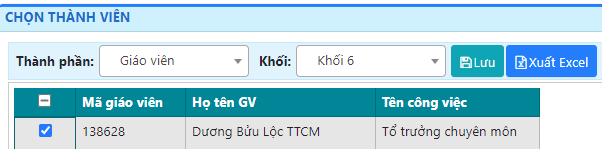 CHỌN THÀNH VIÊN
Thành phần: Giáo viên Khối: Khối 6 Lưu Xuất Excel
Mã giáo viên Họ tên GV Tên công việc
138628 Dương Bửu Lộc TTCM Tổ trưởng chuyên môn